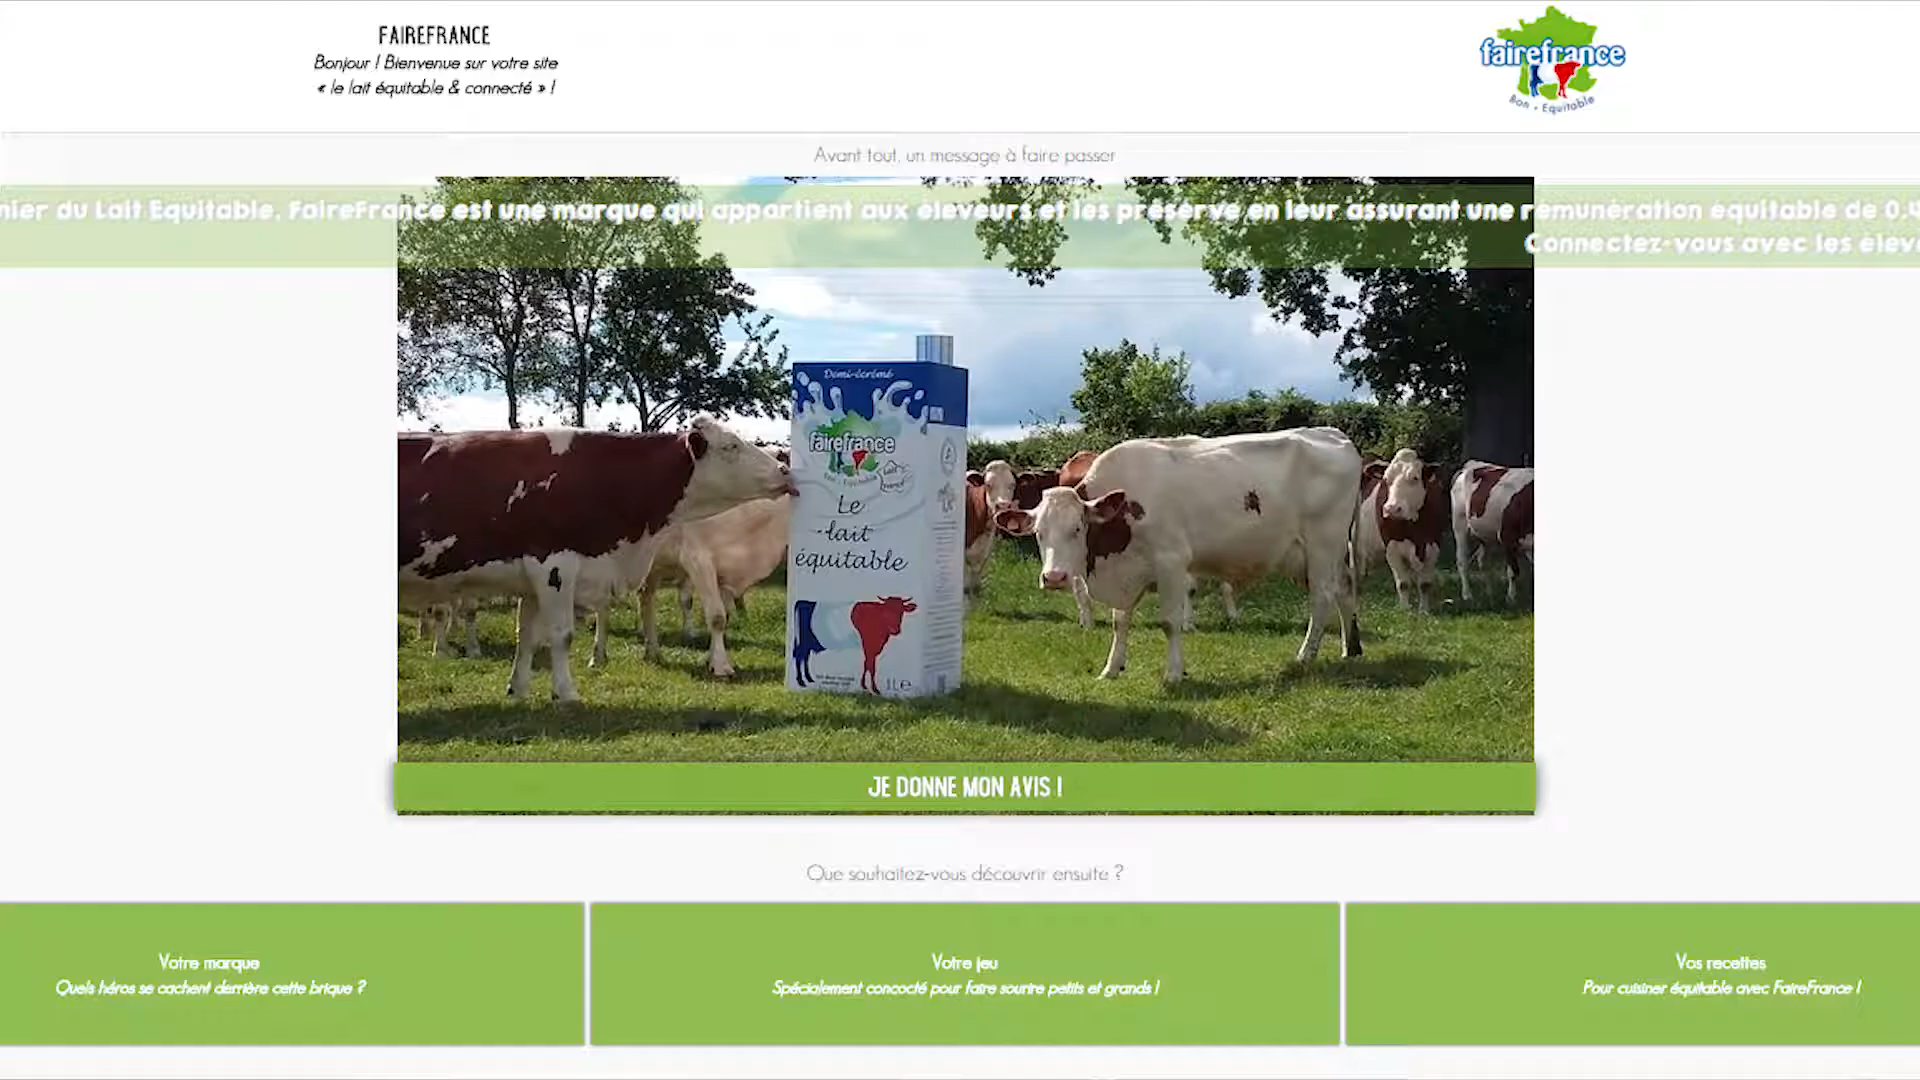 FAIREFRANCE
Bonjour ! Bienvenue sur votre site
« le lait équitable & connecté » !
fairefrance
Bon • Equitable
Avant tout, un message à faire passer
du Lait Equitable, FaireFrance est une marque qui appartient aux éleveurs et les préserve en leur assurant une rémunération équitable de
Connectez-vous avec les
Demi-écrémé
fairefrance
Le
lait
équitable
1L e
4
JE DONNE MON AVIS !
Que souhaitez-vous découvrir ensuite ?
Votre marque
Quels héros se cachent derrière cette brique ?
Votre jeu
Spécialement concocté pour faire sourire petits et grands !
Vos recettes
Pour cuisiner équitable avec FaireFrance !